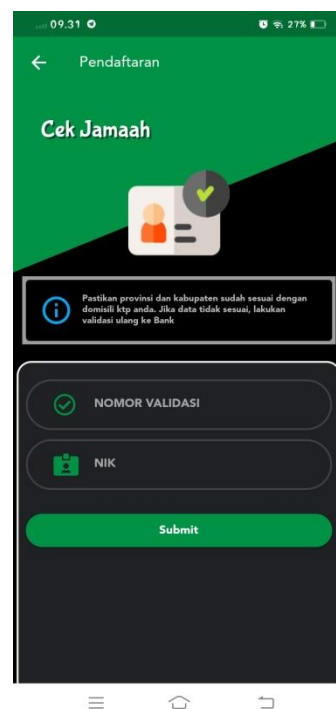 09.31
27%
Pendaftaran
Cek Jamaah
Pastikan provinsi dan kabupaten sudah sesuai dengan
domisili ktp anda. Jika data tidak sesuai, lakukan
validasi ulang ke Bank
NOMOR VALIDASI
NIK
Submit